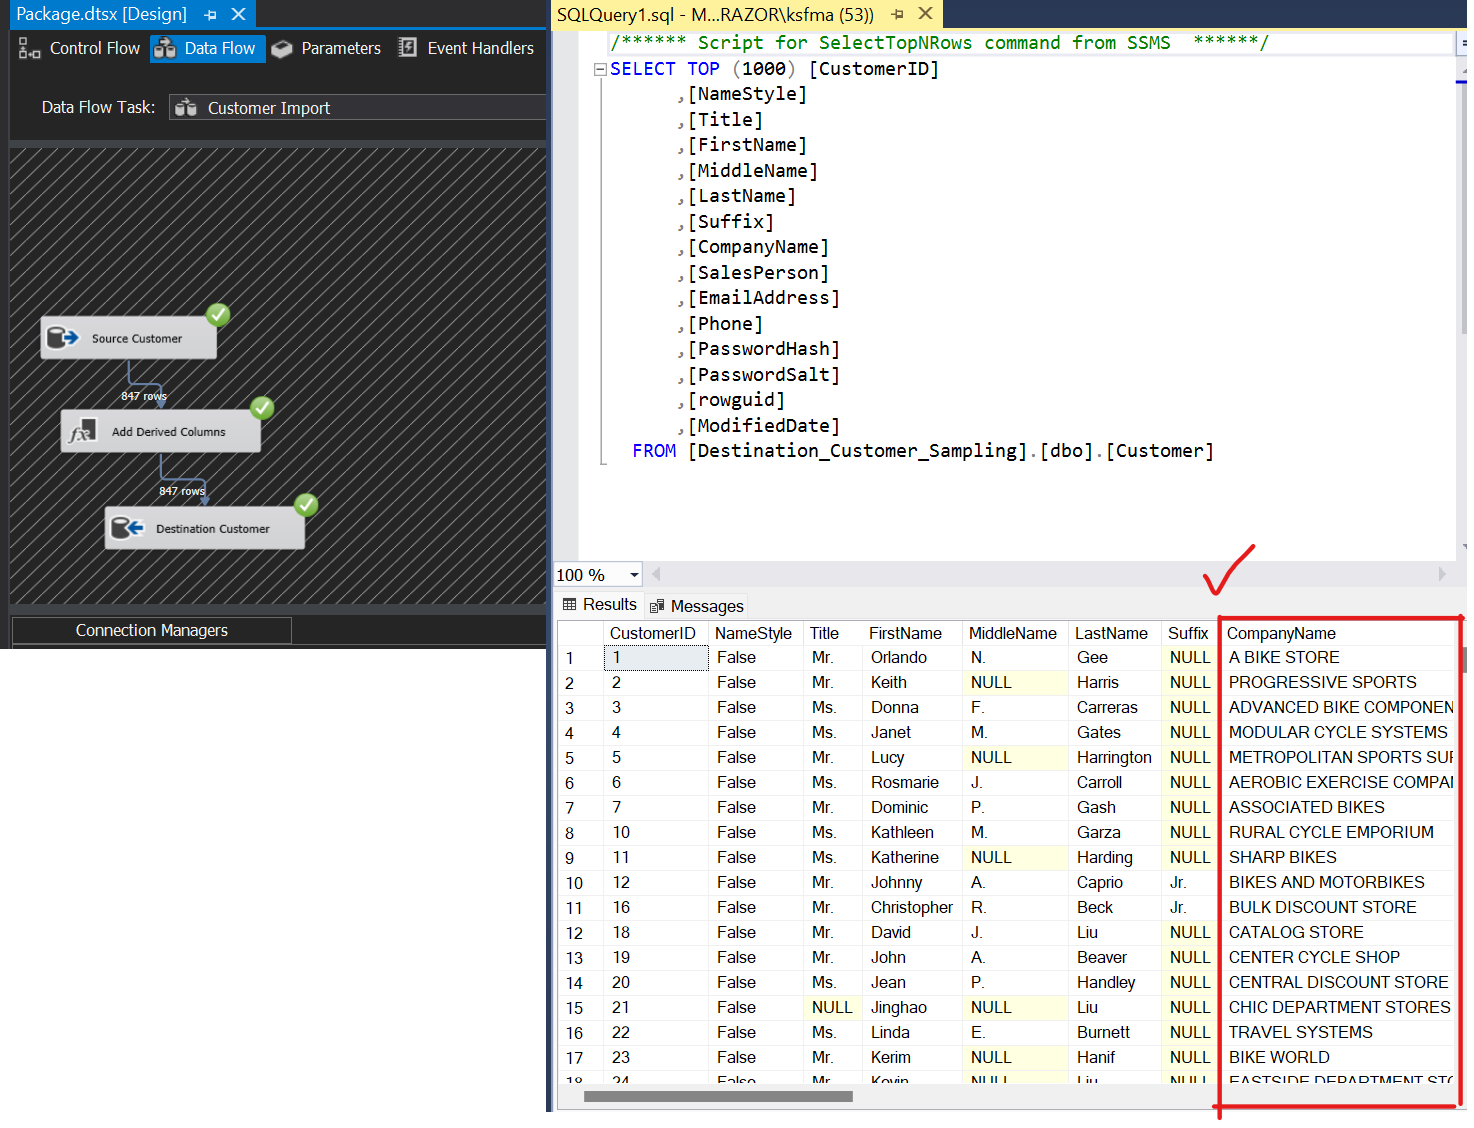 Package.dtsx [Design]
Control Flow Data Flow Parameters Event Handlers
Data Flow Task: Customer Import
Source Customer
847 rows
Add Derived Columns
847 rows
Destination Customer
Connection Managers
SQLQuery1.sql - M...RAZOR\ksfma (53))
/****** Script for SelectTopNRows command from SSMS ******/
SELECT TOP (1000) [CustomerID]
,[NameStyle]
,[Title]
,[FirstName]
,[MiddleName]
,[LastName]
,[Suffix]
,[CompanyName]
,[SalesPerson]
,[EmailAddress]
,[Phone]
,[PasswordHash]
,[PasswordSalt]
,[rowguid]
,[ModifiedDate]
FROM [Destination_Customer_Sampling].[dbo].[Customer]
100 %
Results Messages
CustomerID NameStyle Title FirstName MiddleName LastName Suffix CompanyName
1 1 False Mr. Orlando N. Gee NULL A BIKE STORE
2 2 False Mr. Keith NULL Harris NULL PROGRESSIVE SPORTS
3 3 False Ms. Donna F. Carreras NULL ADVANCED BIKE COMPONEN
4 4 False Ms. Janet M. Gates NULL MODULAR CYCLE SYSTEMS
5 5 False Mr. Lucy NULL Harrington NULL METROPOLITAN SPORTS SUP
6 6 False Ms. Rosmarie J. Carroll NULL AEROBIC EXERCISE COMPAN
7 7 False Mr. Dominic P. Gash NULL ASSOCIATED BIKES
8 10 False Ms. Kathleen M. Garza NULL RURAL CYCLE EMPORIUM
9 11 False Ms. Katherine NULL Harding NULL SHARP BIKES
10 12 False Mr. Johnny A. Caprio Jr. BIKES AND MOTORBIKES
11 16 False Mr. Christopher R. Beck Jr. BULK DISCOUNT STORE
12 18 False Mr. David J. Liu NULL CATALOG STORE
13 19 False Mr. John A. Beaver NULL CENTER CYCLE SHOP
14 20 False Ms. Jean P. Handley NULL CENTRAL DISCOUNT STORE
15 21 False NULL Jinghao NULL Liu NULL CHIC DEPARTMENT STORES
16 22 False Ms. Linda E. Burnett NULL TRAVEL SYSTEMS
17 23 False Mr. Kerim NULL Hanif NULL BIKE WORLD
18 24 False Mr. Kevin NULL Liu NULL EASTSIDE DEPARTMENT STO